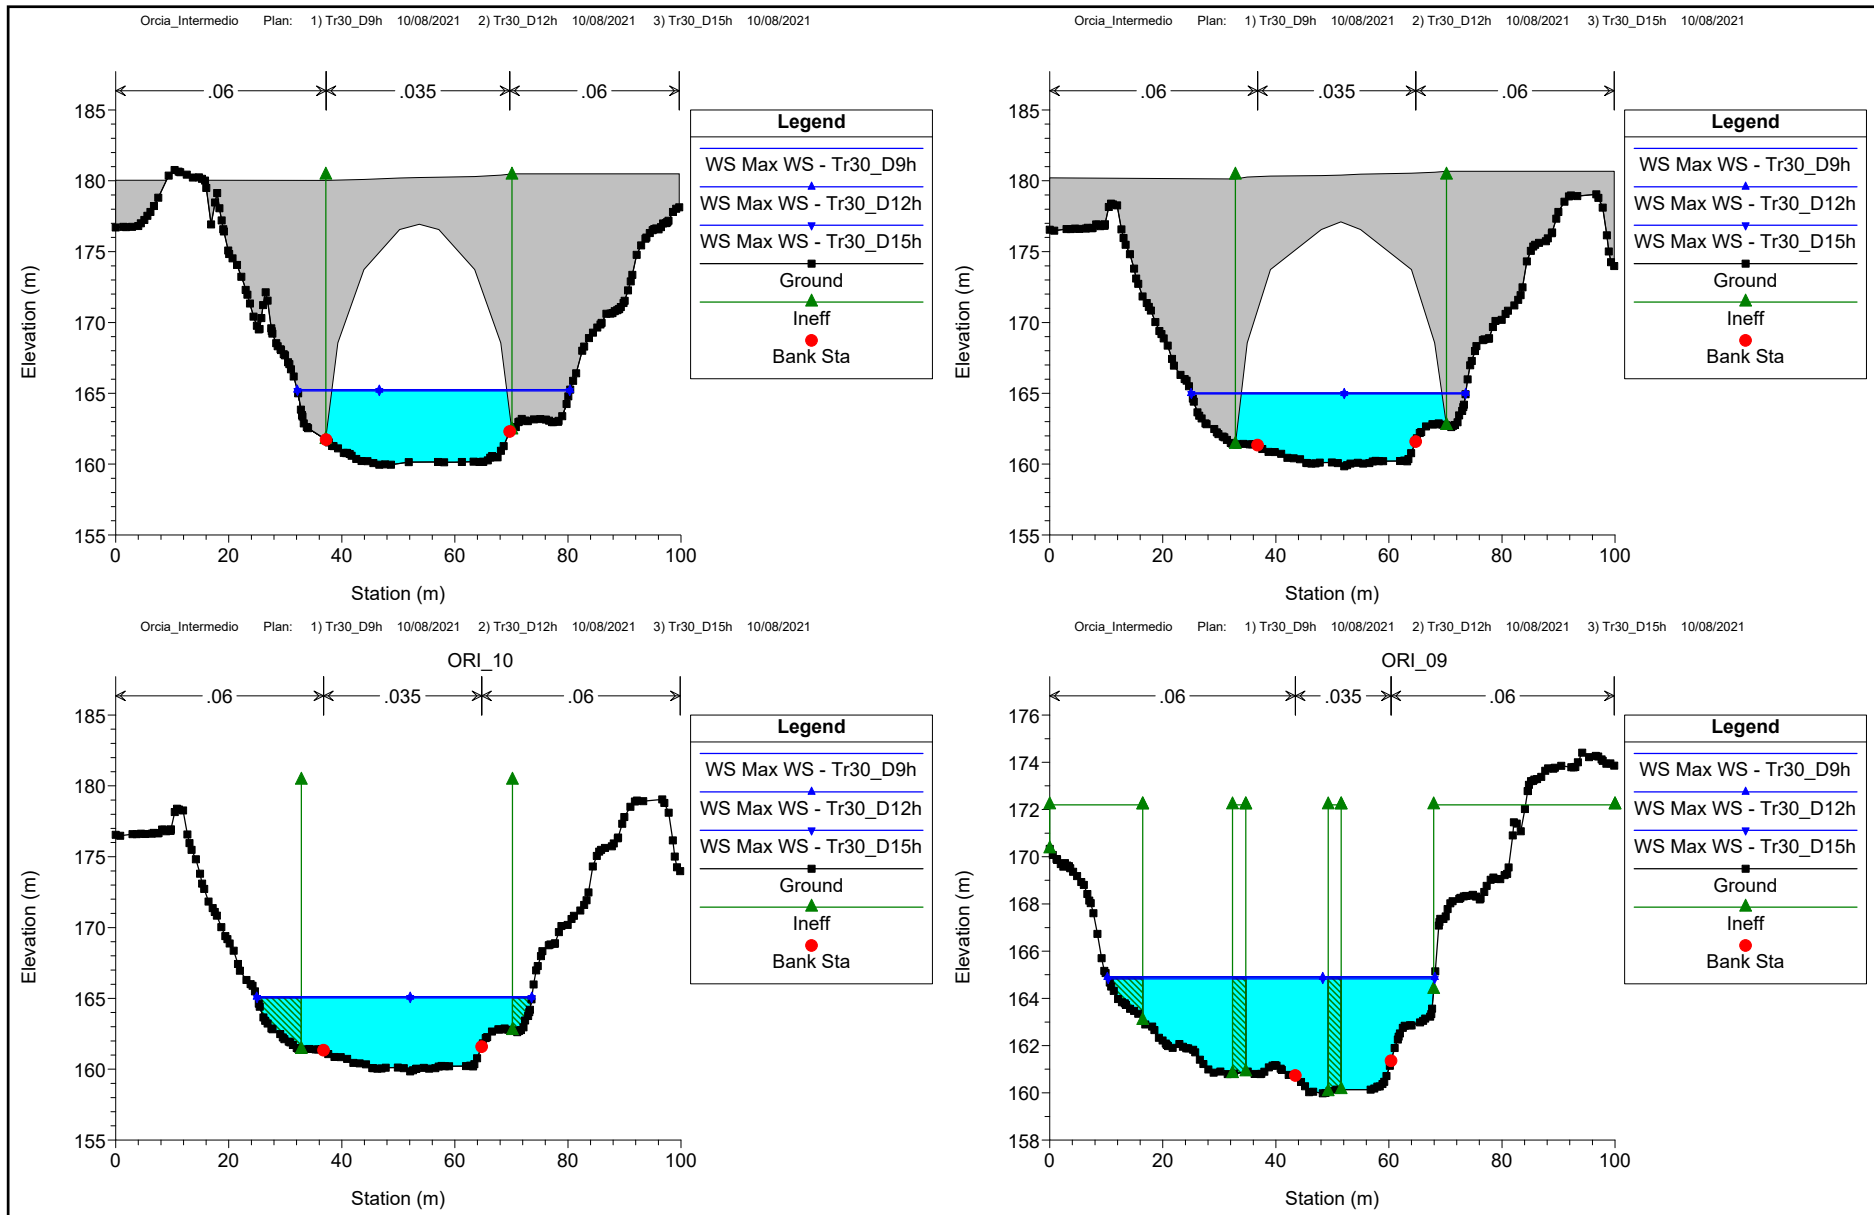 Orcia_Intermedio Plan: 1) Tr30_D9h 10/08/2021 2) Tr30_D12h 10/08/2021 3) Tr30_D15h 10/08/2021
.06 .035 .06
185
180
175
170
165
160
155
0 20 40 60 80 100
Elevation (m)
Station (m)
Legend
WS Max WS - Tr30_D9h
WS Max WS - Tr30_D12h
WS Max WS - Tr30_D15h
Ground
Ineff
Bank Sta
Orcia_Intermedio Plan: 1) Tr30_D9h 10/08/2021 2) Tr30_D12h 10/08/2021 3) Tr30_D15h 10/08/2021
.06 .035 .06
185
180
175
170
165
160
155
0 20 40 60 80 100
Elevation (m)
Station (m)
Legend
WS Max WS - Tr30_D9h
WS Max WS - Tr30_D12h
WS Max WS - Tr30_D15h
Ground
Ineff
Bank Sta
Orcia_Intermedio Plan: 1) Tr30_D9h 10/08/2021 2) Tr30_D12h 10/08/2021 3) Tr30_D15h 10/08/2021
ORI_10
.06 .035 .06
185
180
175
170
165
160
155
0 20 40 60 80 100
Elevation (m)
Station (m)
Legend
WS Max WS - Tr30_D9h
WS Max WS - Tr30_D12h
WS Max WS - Tr30_D15h
Ground
Ineff
Bank Sta
Orcia_Intermedio Plan: 1) Tr30_D9h 10/08/2021 2) Tr30_D12h 10/08/2021 3) Tr30_D15h 10/08/2021
ORI_09
.06 .035 .06
176
174
172
170
168
166
164
162
160
158
0 20 40 60 80 100
Elevation (m)
Station (m)
Legend
WS Max WS - Tr30_D9h
WS Max WS - Tr30_D12h
WS Max WS - Tr30_D15h
Ground
Ineff
Bank Sta